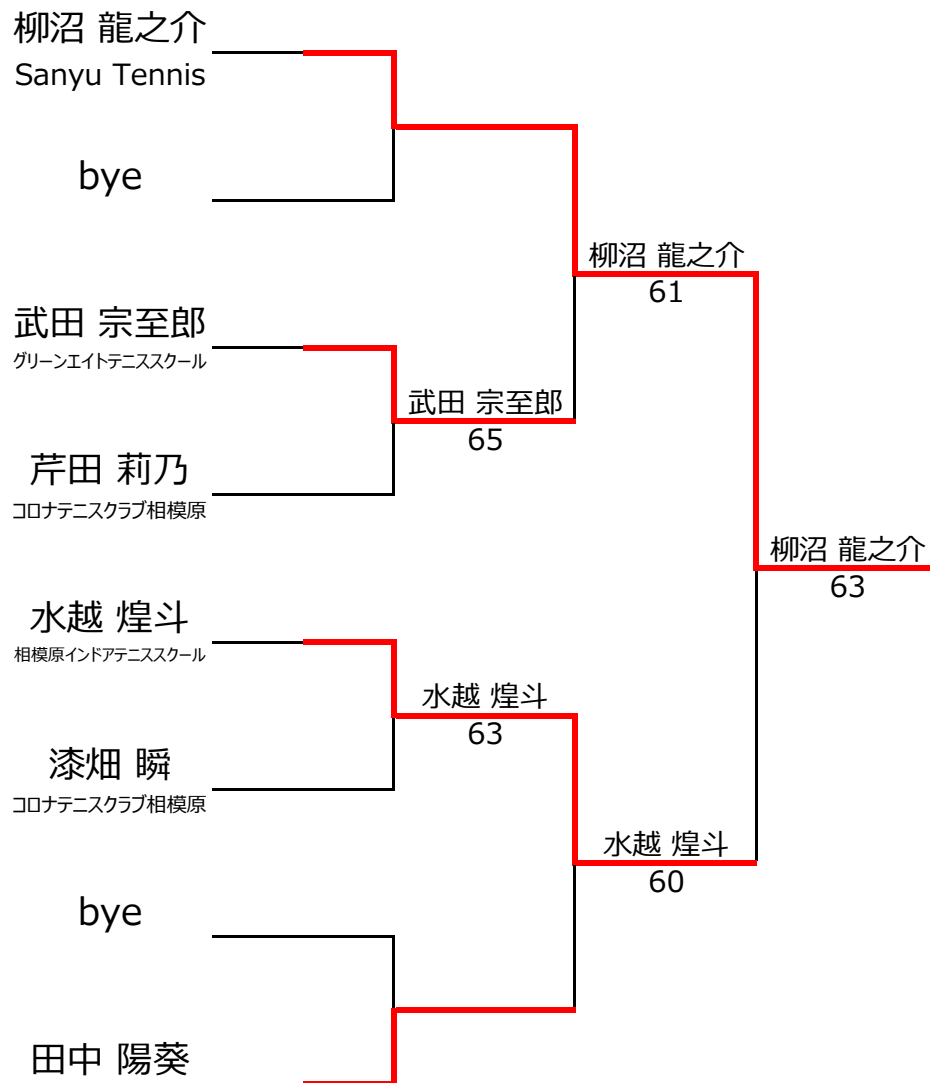 柳沼 龍之介
Sanyu Tennis
bye
柳沼 龍之介
61
武田 宗至郎
グリーンエイトテニススクール
武田 宗至郎
65
芹田 莉乃
コロナテニスクラブ相模原
柳沼 龍之介
63
水越 煌斗
相模原インドアテニススクール
水越 煌斗
63
漆畑 瞬
コロナテニスクラブ相模原
水越 煌斗
60
bye
田中 陽葵